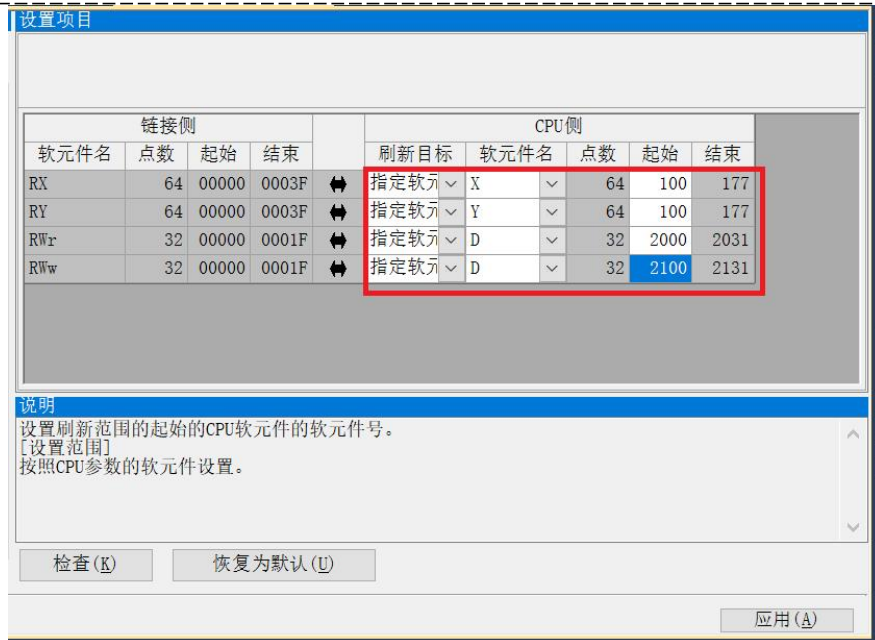 设置项目
链接侧 CPU侧
软元件名 点数 起始 结束 刷新目标 软元件名 点数 起始 结束
RX 64 00000 0003F 指定软元 X 64 100 177
RY 64 00000 0003F 指定软元 Y 64 100 177
RWr 32 00000 0001F 指定软元 D 32 2000 2031
RWw 32 00000 0001F 指定软元 D 32 2100 2131
说明
设置刷新范围的起始的CPU软元件的软元件号。
[设置范围]
按照CPU参数的软元件设置。
检查(K) 恢复为默认(U)
应用(A)